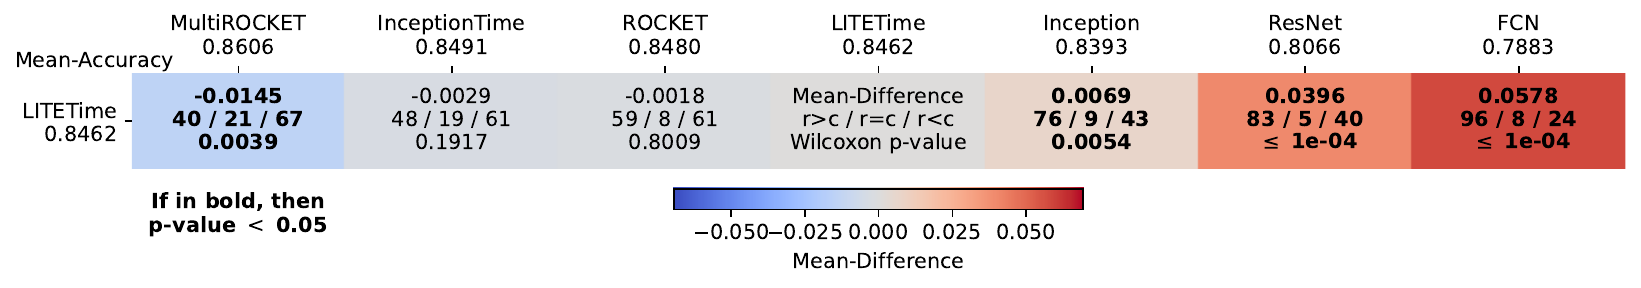 MultiROCKET InceptionTime ROCKET LITETime Inception ResNet FCN
0.8606 0.8491 0.8480 0.8462 0.8393 0.8066 0.7883
Mean-Accuracy
-0.0145 -0.0029 -0.0018 Mean-Difference 0.0069 0.0396 0.0578
LITETime
40 / 21 / 67 48 / 19 / 61 59 / 8 / 61 r>c / r=c / r<c 76 / 9 / 43 83 / 5 / 40 96 / 8 / 24
0.8462
0.0039 0.1917 0.8009 Wilcoxon p-value 0.0054 ≤ 1e-04 ≤ 1e-04
If in bold, then
p-value < 0.05
−0.050 −0.025 0.000 0.025 0.050
Mean-Difference